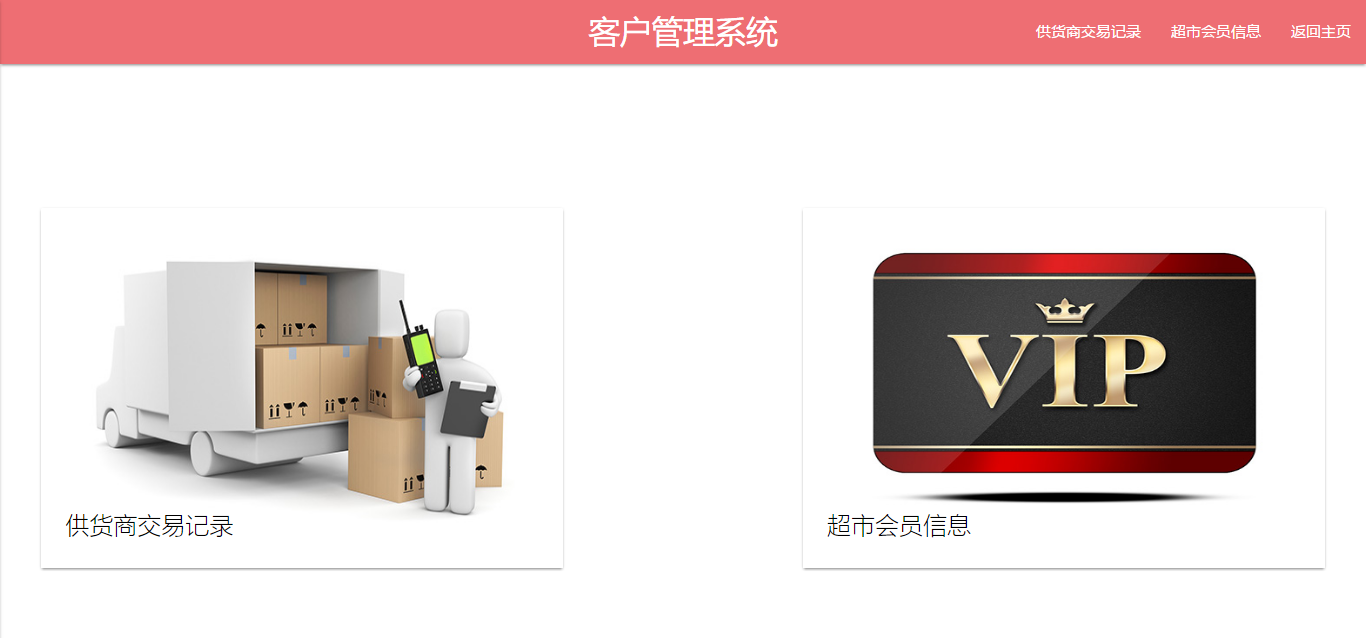 客户管理系统
供货商交易记录
超市会员信息
返回主页
VIP
供货商交易记录
超市会员信息